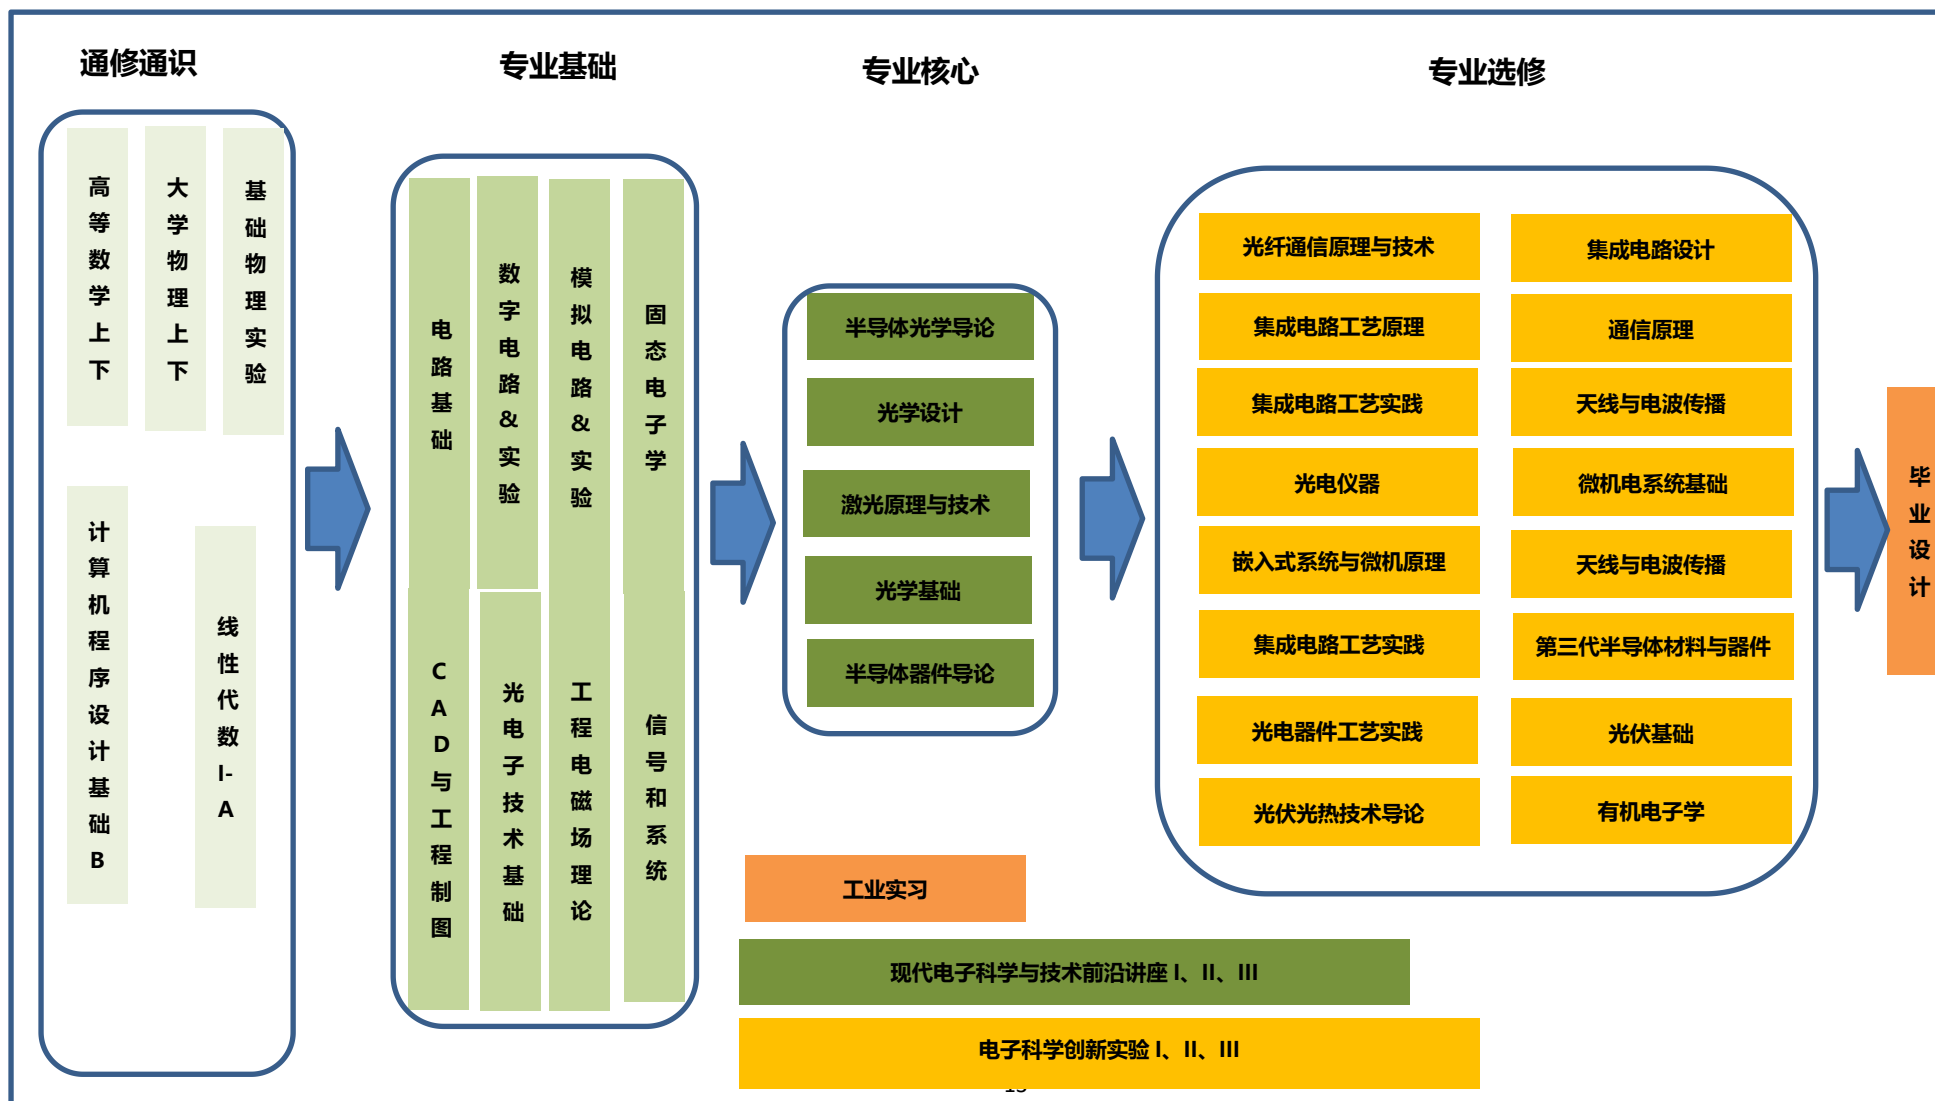 通修通识
专业基础
专业核心
专业选修
高等数学上下
大学物理上下
基础物理实验
计算机程序设计基础B
线性代数I-A
电路基础
数字电路&实验
模拟电路&实验
固态电子学
CAD与工程制图
光电子技术基础
工程电磁场理论
信号和系统
半导体光学导论
光学设计
激光原理与技术
光学基础
半导体器件导论
光纤通信原理与技术
集成电路设计
集成电路工艺原理
通信原理
集成电路工艺实践
天线与电波传播
光电仪器
微机电系统基础
嵌入式系统与微机原理
天线与电波传播
集成电路工艺实践
第三代半导体材料与器件
光电器件工艺实践
光伏基础
光伏光热技术导论
有机电子学
毕业设计
工业实习
现代电子科学与技术前沿讲座 I、II、III
电子科学创新实验 I、II、III